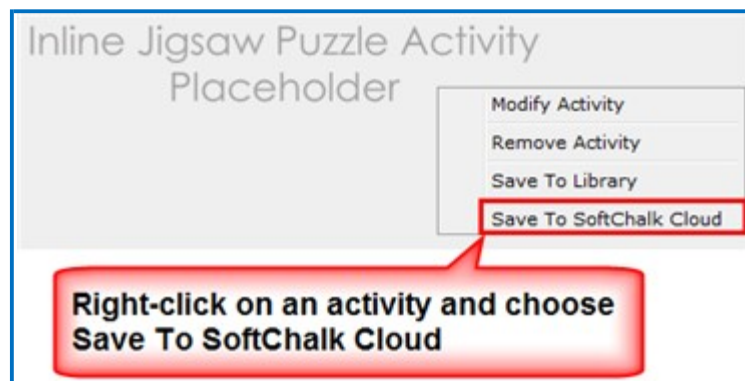 Inline Jigsaw Puzzle Activity
Placeholder
Modify Activity
Remove Activity
Save To Library
Save To SoftChalk Cloud
Right-click on an activity and choose
Save To SoftChalk Cloud